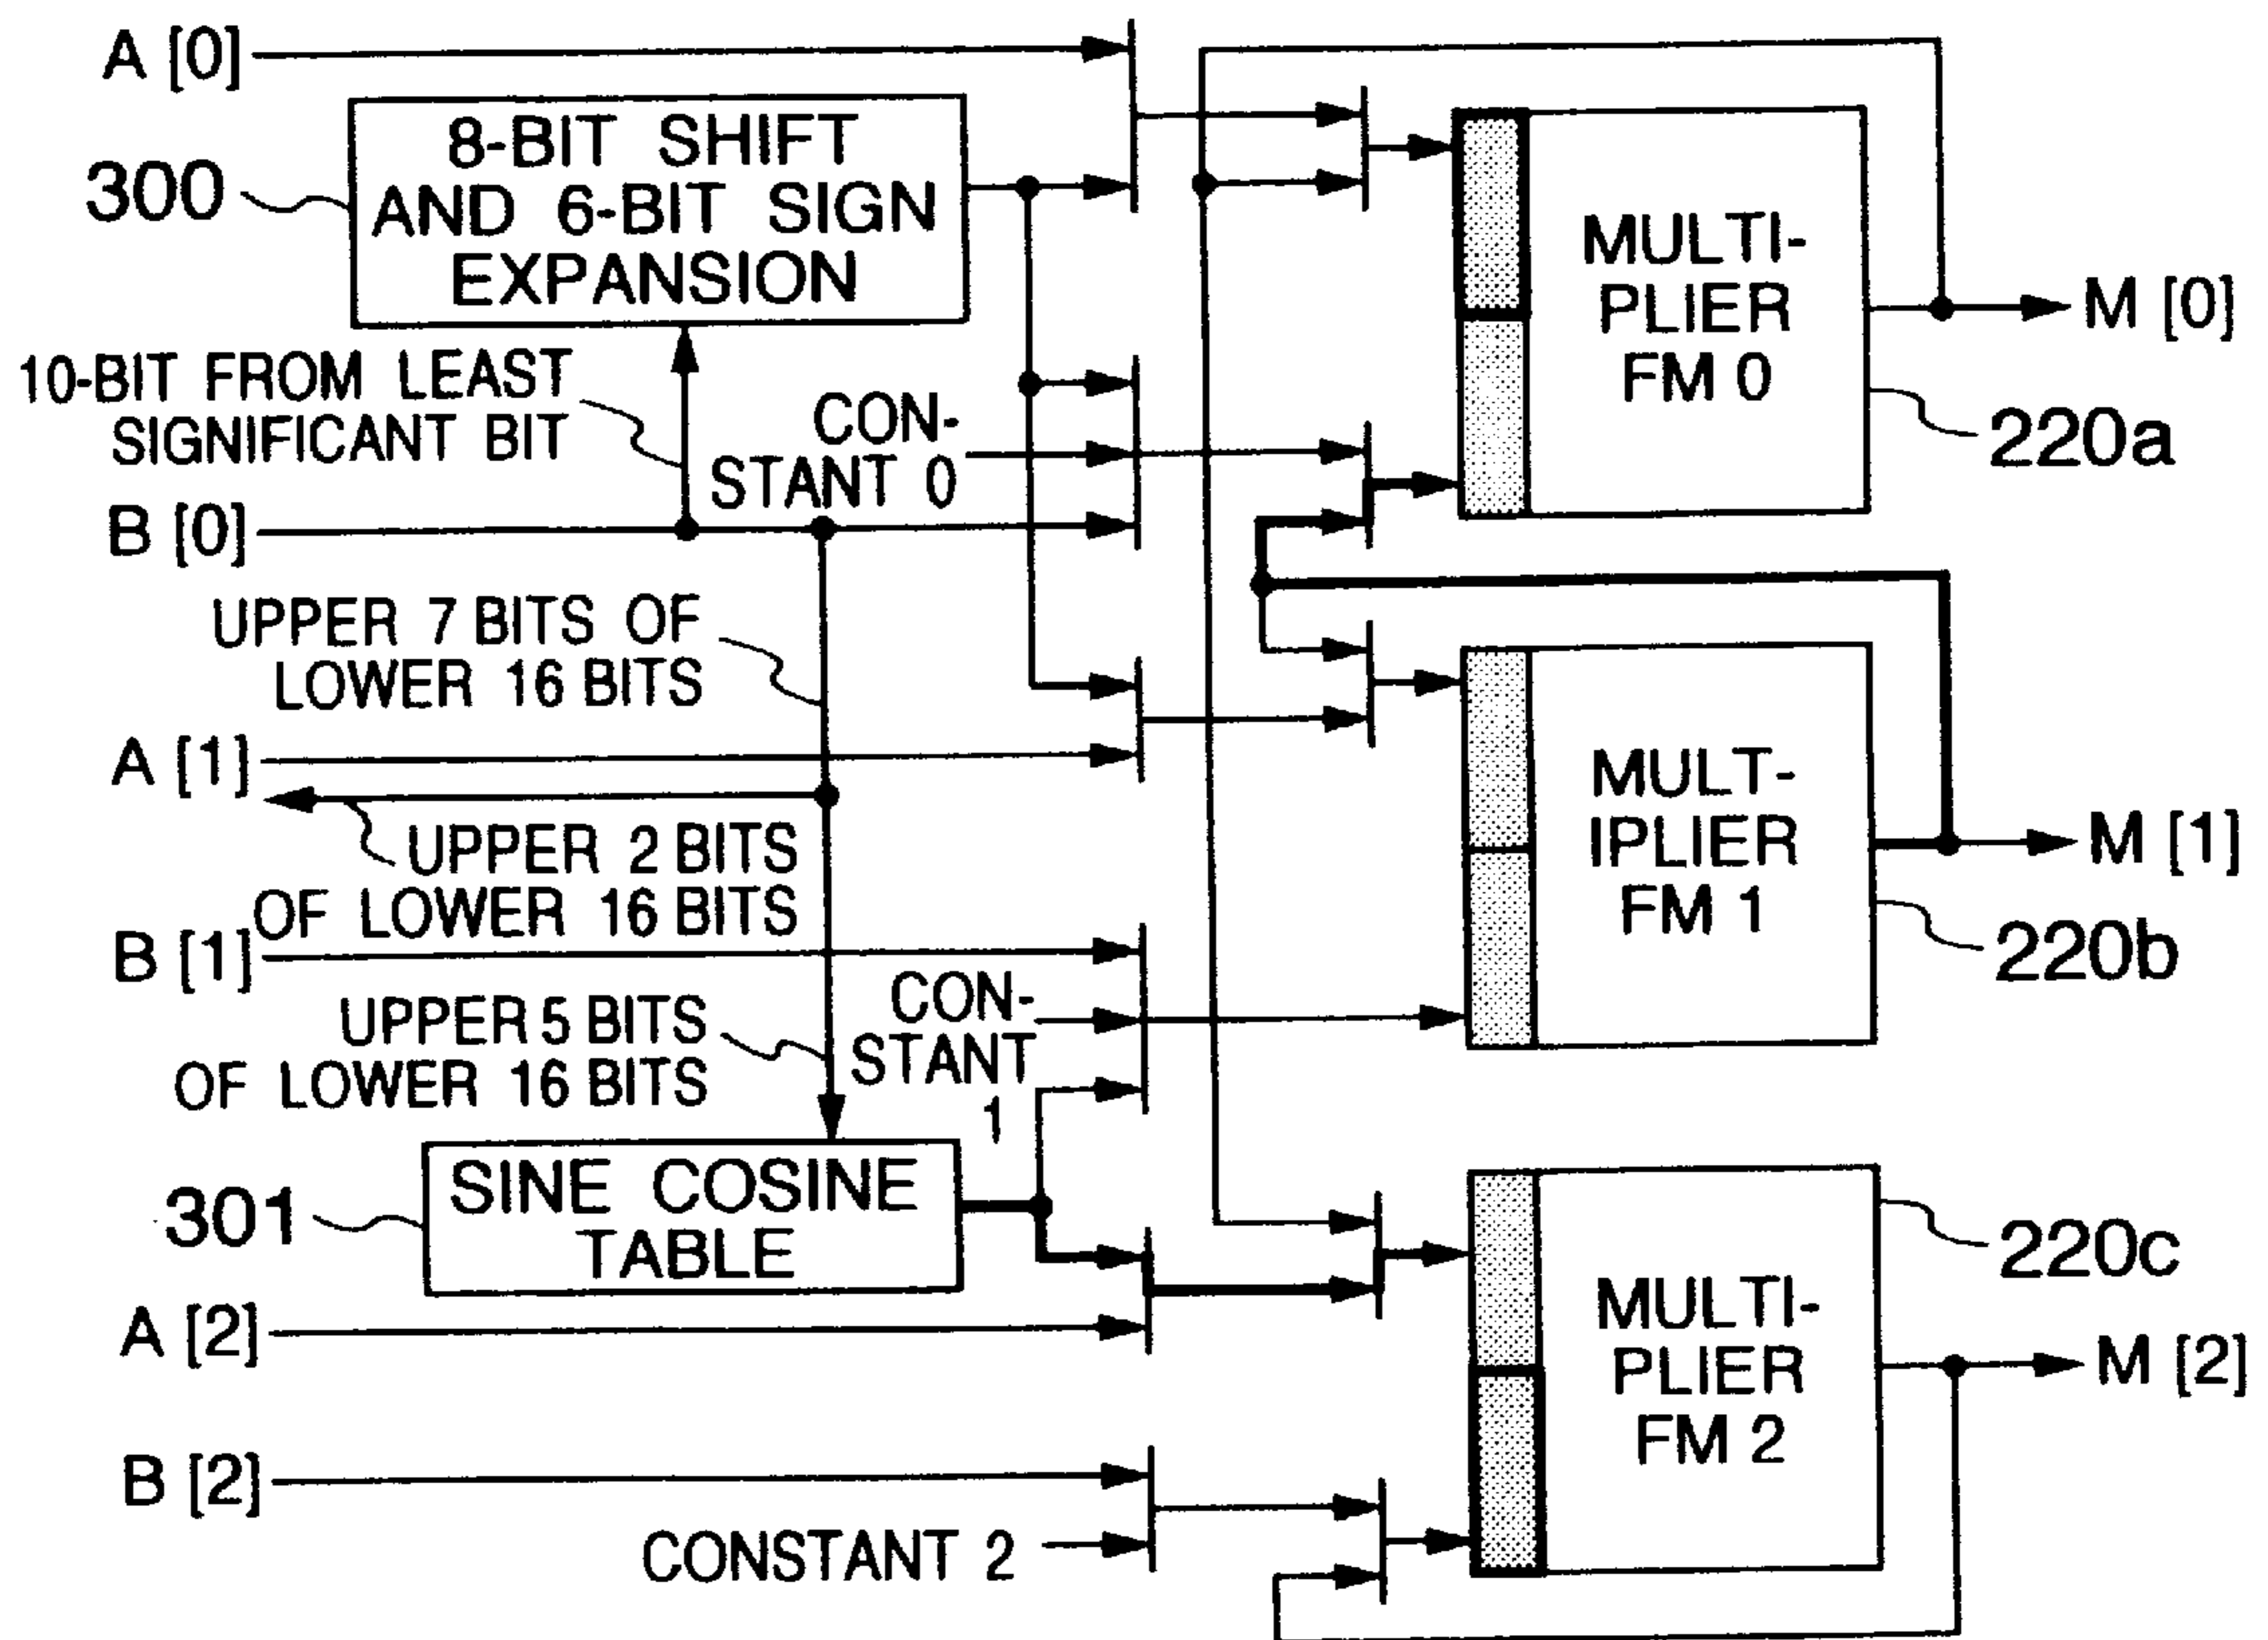 A [0]
300
8-BIT SHIFT
AND 6-BIT SIGN
EXPANSION
10-BIT FROM LEAST
SIGNIFICANT BIT
CON-
STANT 0
B [0]
UPPER 7 BITS OF
LOWER 16 BITS
A [1]
UPPER 2 BITS
OF LOWER 16 BITS
B [1]
UPPER 5 BITS
OF LOWER 16 BITS
CON-
STANT
1
301
SINE COSINE
TABLE
A [2]
B [2]
CONSTANT 2
MULTI-
PLIER
FM 0
M [0]
220a
MULT-
IPLIER
FM 1
M [1]
220b
MULTI-
PLIER
FM 2
220c
M [2]